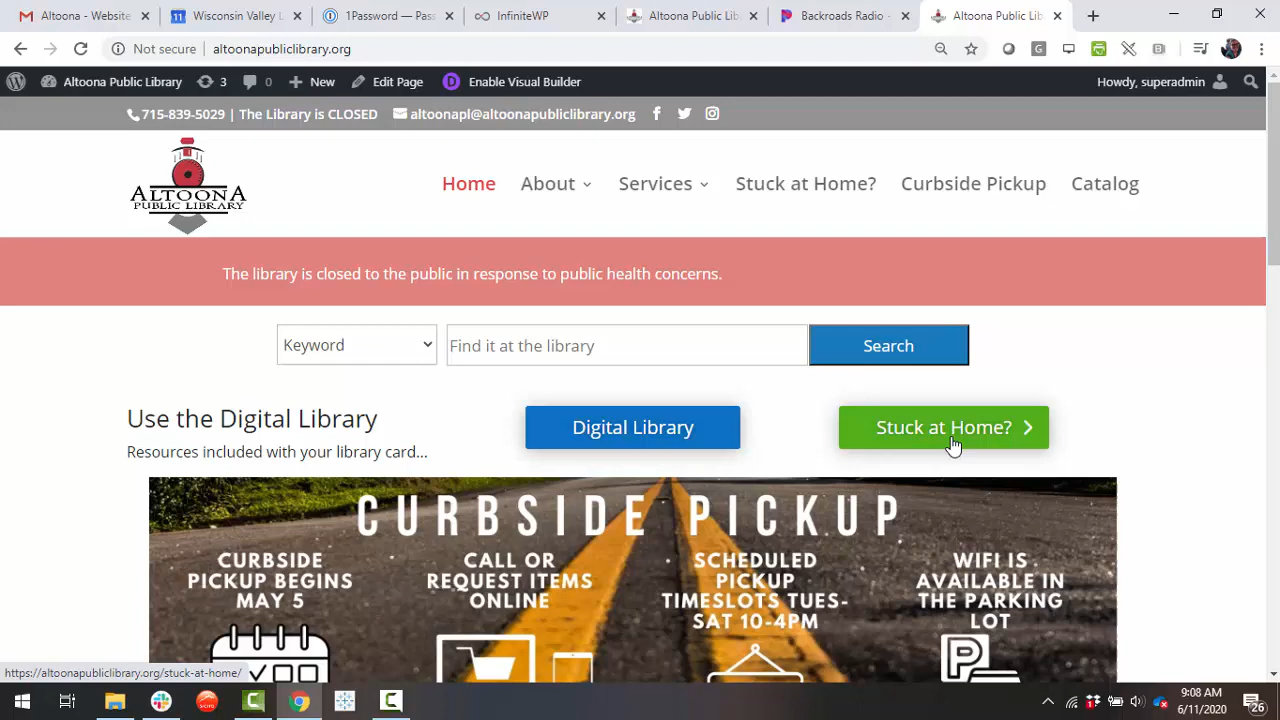 Altoona - Website
Wisconsin Valley L
1Password — Pass
InfiniteWP
Altoona Public Lib
Backroads Radio -
Altoona Public Lib
Not secure | altoonapubliclibrary.org
Altoona Public Library
3
0
New
Edit Page
Enable Visual Builder
Howdy, superadmin
715-839-5029 | The Library is CLOSED
altoonapl@altoonapubliclibrary.org
ALTOONA
PUBLIC LIBRARY
Home
About
Services
Stuck at Home?
Curbside Pickup
Catalog
The library is closed to the public in response to public health concerns.
Keyword
Find it at the library
Search
Use the Digital Library
Resources included with your library card...
Digital Library
Stuck at Home?
CURBSIDE PICKUP
CURBSIDE
PICKUP BEGINS
MAY 5
CALL OR
REQUEST ITEMS
ONLINE
SCHEDULED
PICKUP
TIMESLOTS TUES-
SAT 10-4PM
WIFI IS
AVAILABLE IN
THE PARKING
LOT
P
https://altoonapubliclibrary.org/stuck-at-home/
9:08 AM
6/11/2020
26